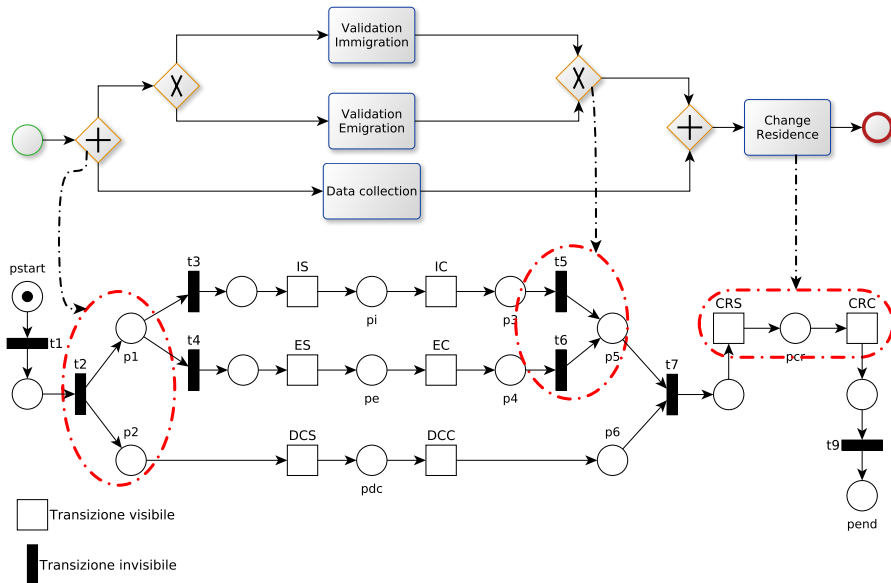 Validation
Immigration
Validation
Emigration
Change
Residence
Data collection
pstart
t3
IS
IC
t5
t1
pi
p3
CRS
CRC
p1
t4
ES
EC
t6
p5
pcr
t2
t7
pe
p4
p2
DCS
DCC
p6
t9
pdc
Transizione visibile
pend
Transizione invisibile